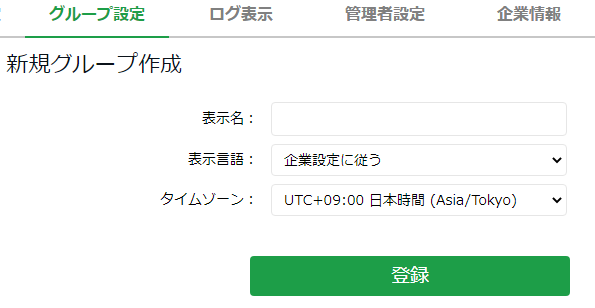 グループ設定 ログ表示 管理者設定 企業情報
新規グループ作成
表示名：
表示言語： 企業設定に従う
タイムゾーン： UTC+09:00 日本時間 (Asia/Tokyo)
登録